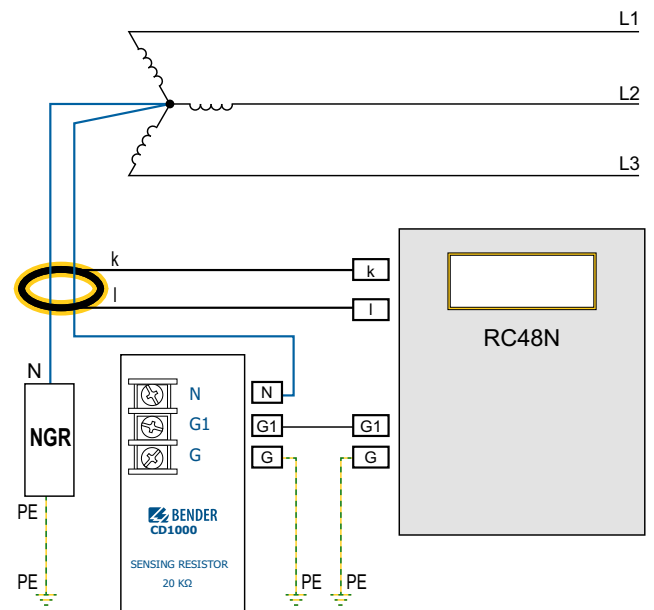 L1
L2
L3
k
k
l
l
RC48N
N
NGR
N
N
G1
G1
G1
G
G
G
PE
BENDER
CD1000
SENSING RESISTOR
20 KΩ
PE
PE
PE